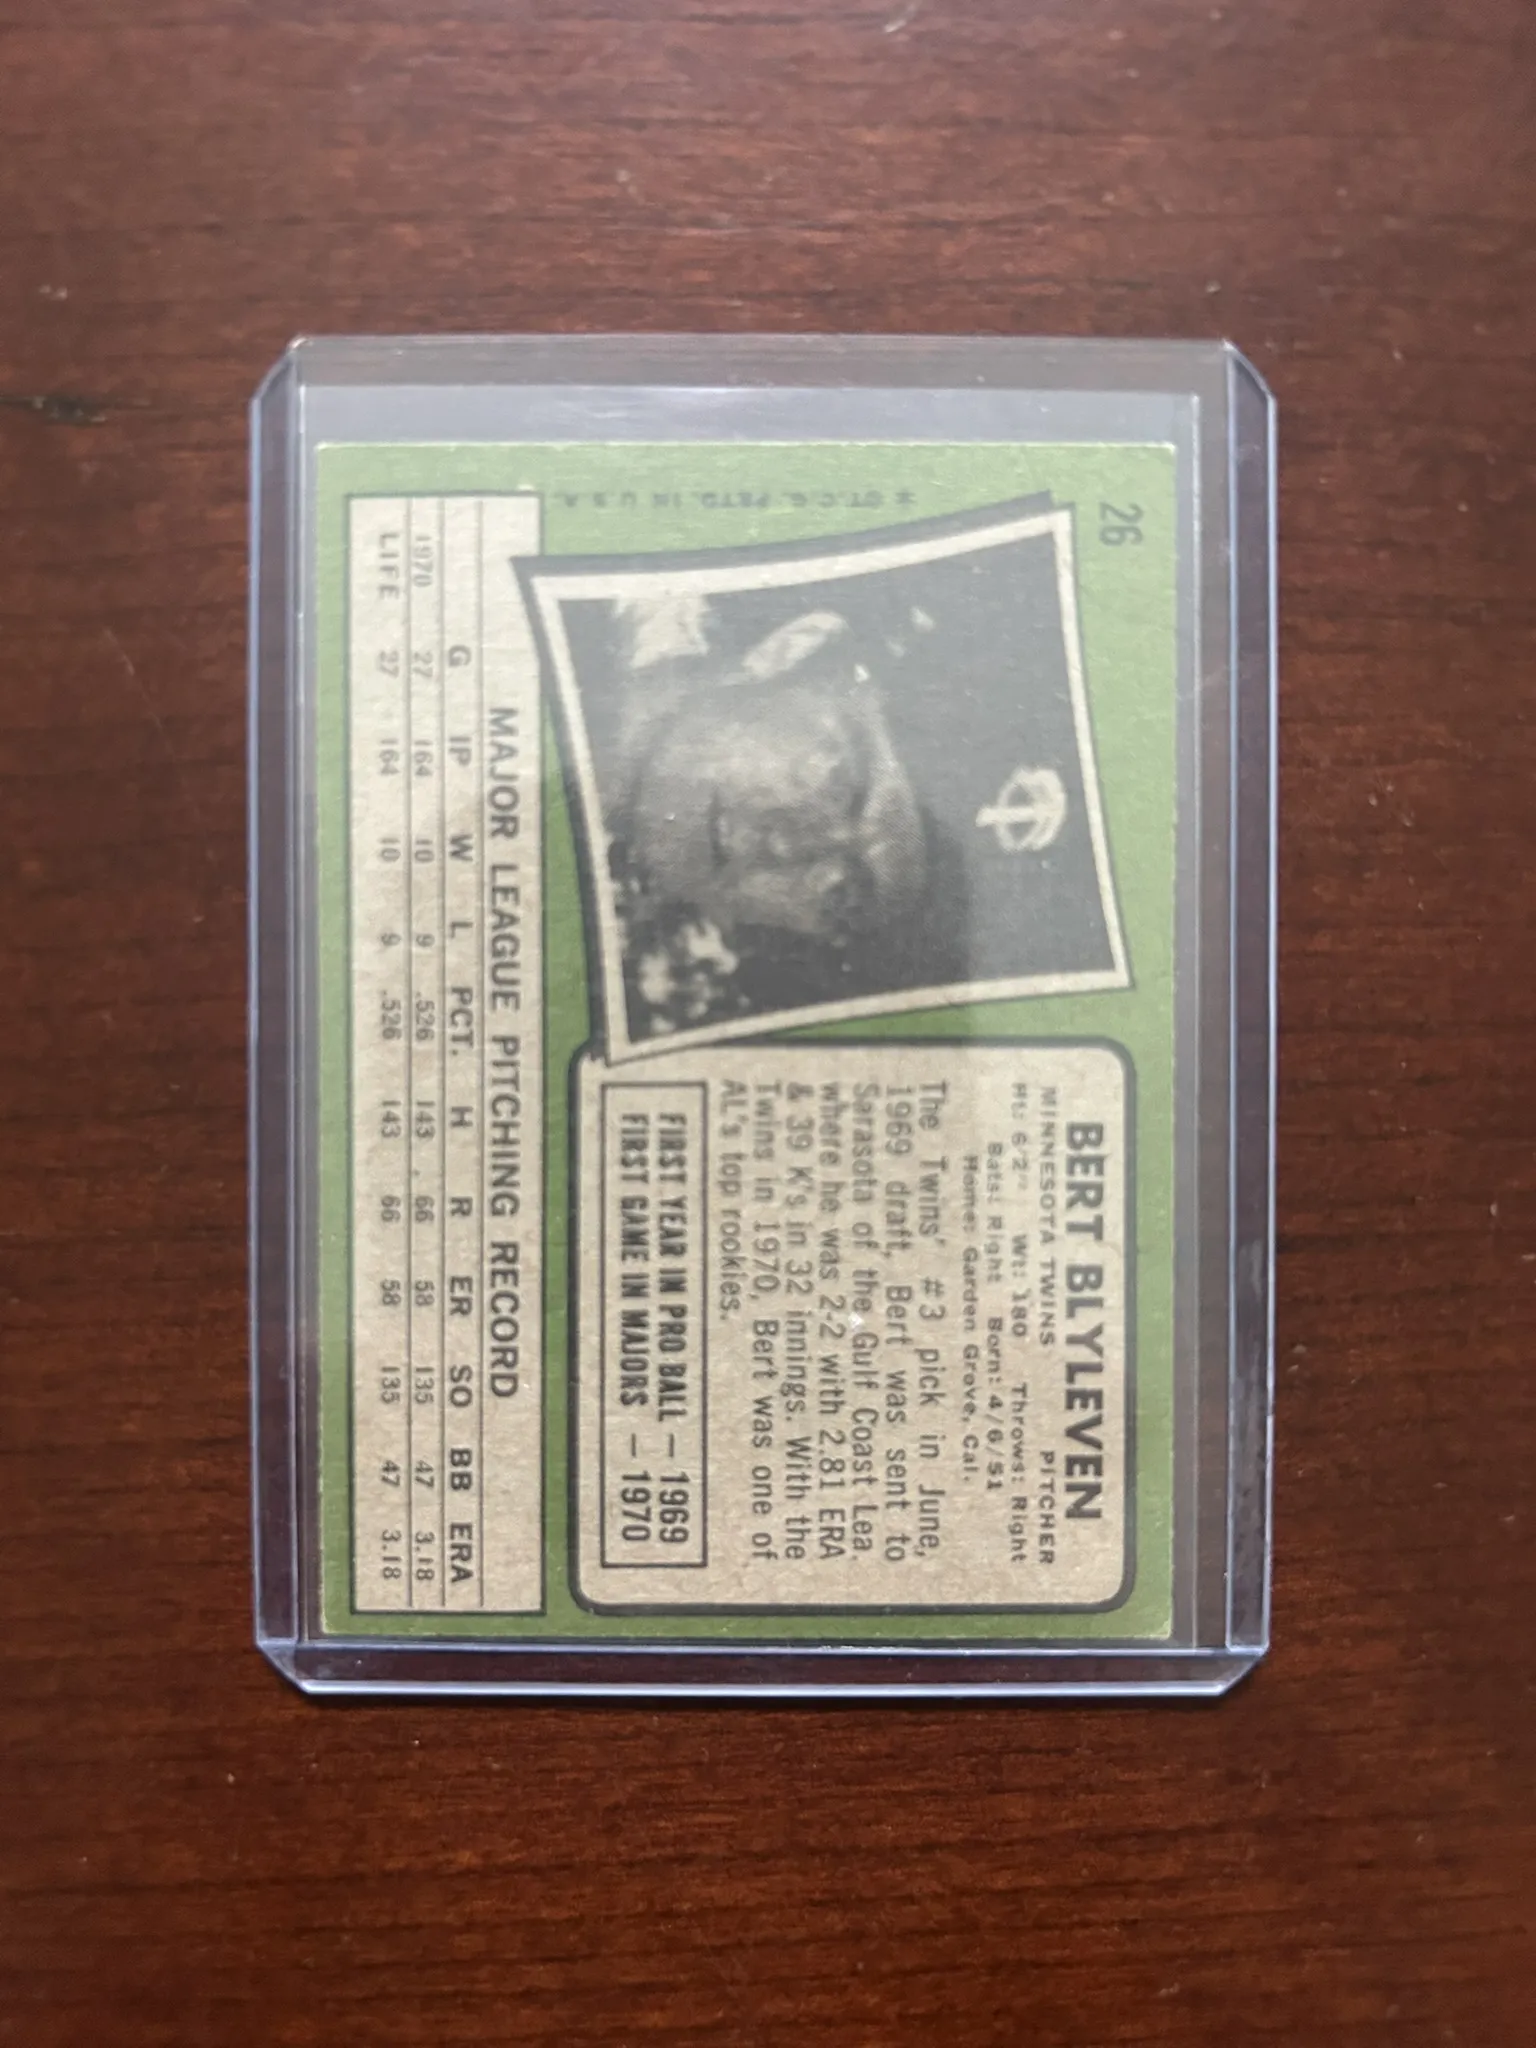 26
BERT BLYLEVEN
MINNESOTA TWINS PITCHER
Ht: 6'2" Wt: 180 Throws: Right
Bats: Right Born: 4/6/51
Home: Garden Grove, Cal.
The Twins' #3 pick in June,
1969 draft, Bert was sent to
Sarasota of the Gulf Coast Lea.
where he was 2-2 with 2.81 ERA
& 39 K's in 32 innings. With the
Twins in 1970, Bert was one of
AL's top rookies.
FIRST YEAR IN PRO BALL — 1969
FIRST GAME IN MAJORS — 1970
*©T.C.G. PRTD. IN U.S.A.
MAJOR LEAGUE PITCHING RECORD
G IP W L PCT. H R ER SO BB ERA
1970 27 164 10 9 .526 143 66 58 135 47 3.18
LIFE 27 164 10 9 .526 143 66 58 135 47 3.18